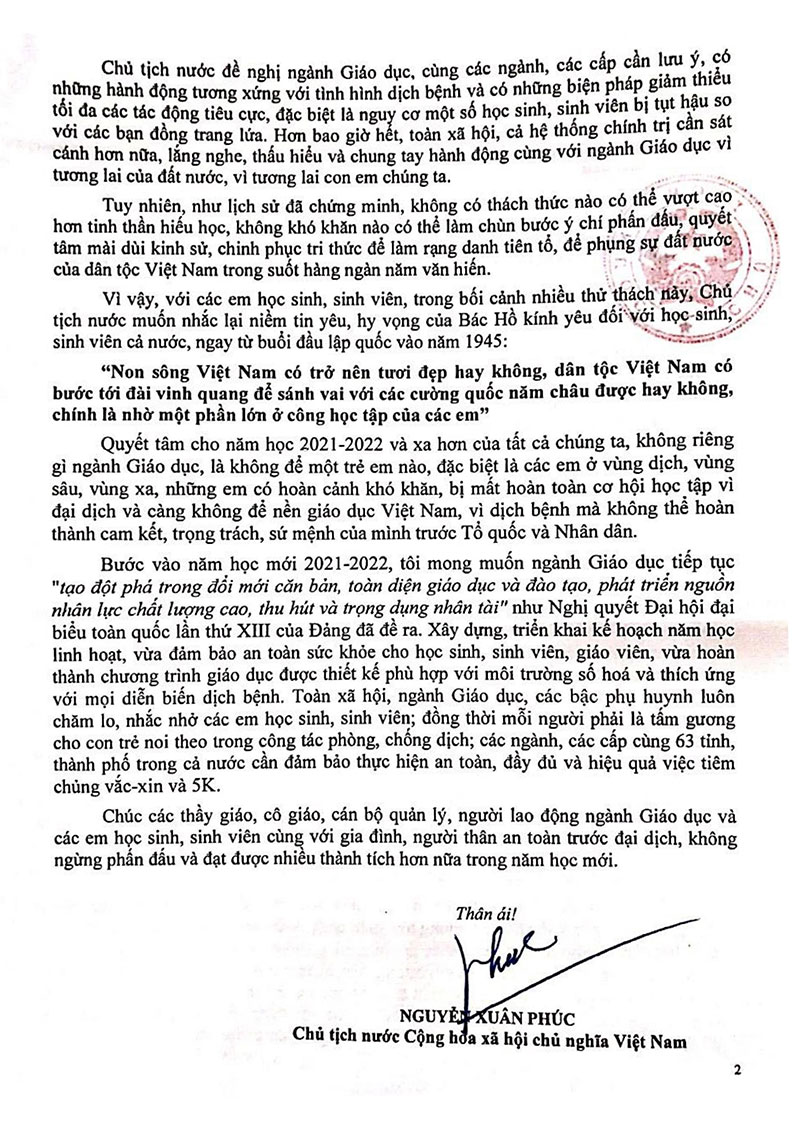 Chủ tịch nước đề nghị ngành Giáo dục, cùng các ngành, các cấp cần lưu ý, có
những hành động tương xứng với tình hình dịch bệnh và có những biện pháp giảm thiểu
tối đa các tác động tiêu cực, đặc biệt là nguy cơ một số học sinh, sinh viên bị tụt hậu so
với các bạn đồng trang lứa. Hơn bao giờ hết, toàn xã hội, cả hệ thống chính trị cần sát
cánh hơn nữa, lắng nghe, thấu hiểu và chung tay hành động cùng với ngành Giáo dục vì
tương lai của đất nước, vì tương lai con em chúng ta.
Tuy nhiên, như lịch sử đã chứng minh, không có thách thức nào có thể vượt cao
hơn tinh thần hiếu học, không khó khăn nào có thể làm chùn bước ý chí phấn đấu, quyết
tâm mài dùi kinh sử, chinh phục tri thức để làm rạng danh tiên tổ, để phụng sự đất nước
của dân tộc Việt Nam trong suốt hàng ngàn năm văn hiến.
Vì vậy, với các em học sinh, sinh viên, trong bối cảnh nhiều thử thách này, Chủ
tịch nước muốn nhắc lại niềm tin yêu, hy vọng của Bác Hồ kính yêu đối với học sinh,
sinh viên cả nước, ngay từ buổi đầu lập quốc vào năm 1945:
“Non sông Việt Nam có trở nên tươi đẹp hay không, dân tộc Việt Nam có
bước tới đài vinh quang để sánh vai với các cường quốc năm châu được hay không,
chính là nhờ một phần lớn ở công học tập của các em”
Quyết tâm cho năm học 2021-2022 và xa hơn của tất cả chúng ta, không riêng
gì ngành Giáo dục, là không để một trẻ em nào, đặc biệt là các em ở vùng dịch, vùng
sâu, vùng xa, những em có hoàn cảnh khó khăn, bị mất hoàn toàn cơ hội học tập vì
đại dịch và càng không để nền giáo dục Việt Nam, vì dịch bệnh mà không thể hoàn
thành cam kết, trọng trách, sứ mệnh của mình trước Tổ quốc và Nhân dân.
Bước vào năm học mới 2021-2022, tôi mong muốn ngành Giáo dục tiếp tục
"tạo đột phá trong đổi mới căn bản, toàn diện giáo dục và đào tạo, phát triển nguồn
nhân lực chất lượng cao, thu hút và trọng dụng nhân tài" như Nghị quyết Đại hội đại
biểu toàn quốc lần thứ XIII của Đảng đã đề ra. Xây dựng, triển khai kế hoạch năm học
linh hoạt, vừa đảm bảo an toàn sức khỏe cho học sinh, sinh viên, giáo viên, vừa hoàn
thành chương trình giáo dục được thiết kế phù hợp với môi trường số hoá và thích ứng
với mọi diễn biến dịch bệnh. Toàn xã hội, ngành Giáo dục, các bậc phụ huynh luôn
chăm lo, nhắc nhở các em học sinh, sinh viên; đồng thời mỗi người phải là tấm gương
cho con trẻ noi theo trong công tác phòng, chống dịch; các ngành, các cấp cùng 63 tỉnh,
thành phố trong cả nước cần đảm bảo thực hiện an toàn, đầy đủ và hiệu quả việc tiêm
chủng vắc-xin và 5K.
Chúc các thầy giáo, cô giáo, cán bộ quản lý, người lao động ngành Giáo dục và
các em học sinh, sinh viên cùng với gia đình, người thân an toàn trước đại dịch, không
ngừng phấn đấu và đạt được nhiều thành tích hơn nữa trong năm học mới.
Thân ái!
Phuc
NGUYỄN XUÂN PHÚC
Chủ tịch nước Cộng hòa xã hội chủ nghĩa Việt Nam
2